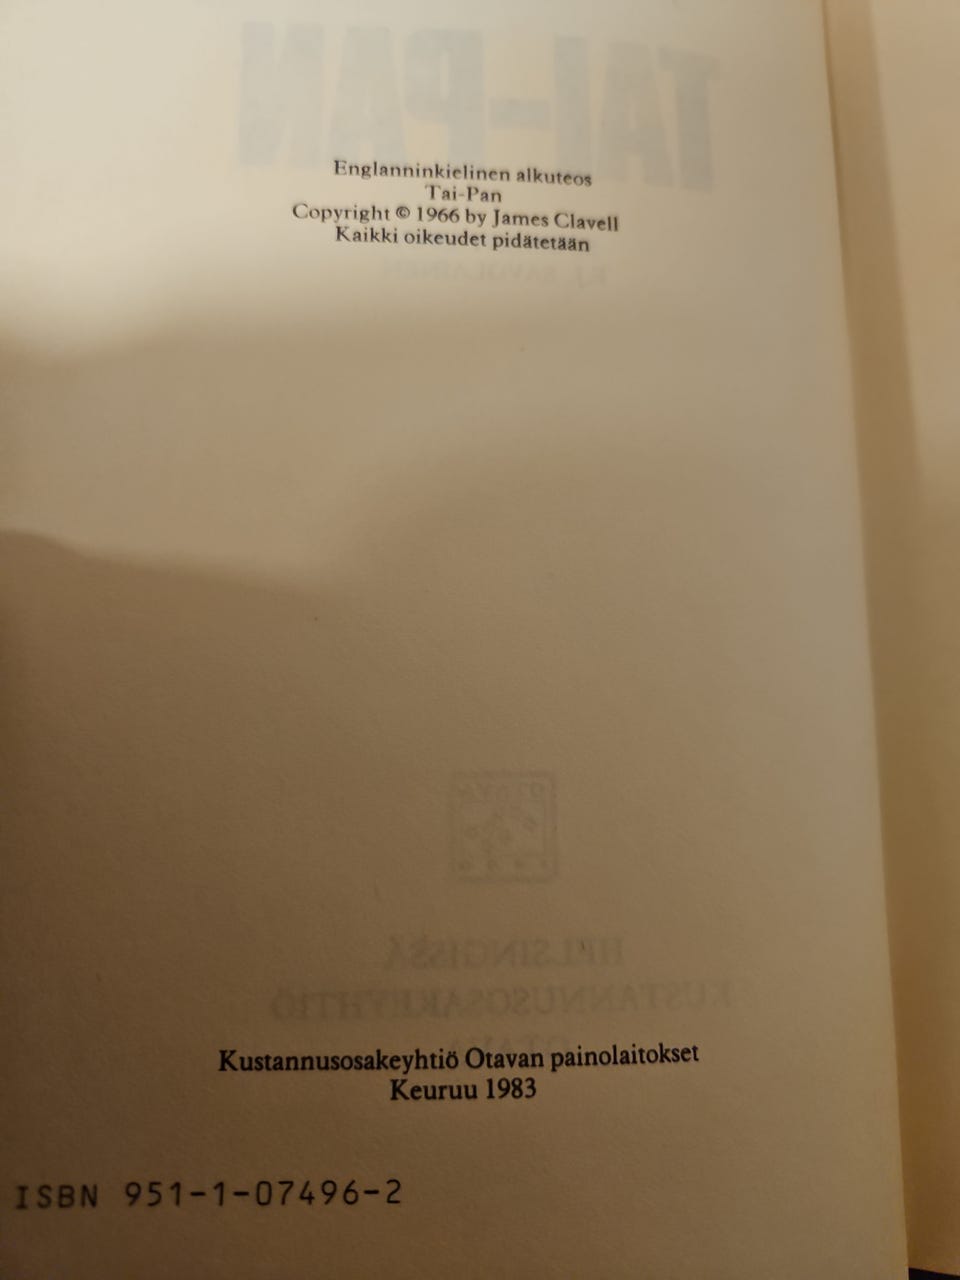 Englanninkielinen alkuteos
Tai-Pan
Copyright © 1966 by James Clavell
Kaikki oikeudet pidätetään
Kustannusosakeyhtiö Otavan painolaitokset
Keuruu 1983
ISBN 951-1-07496-2